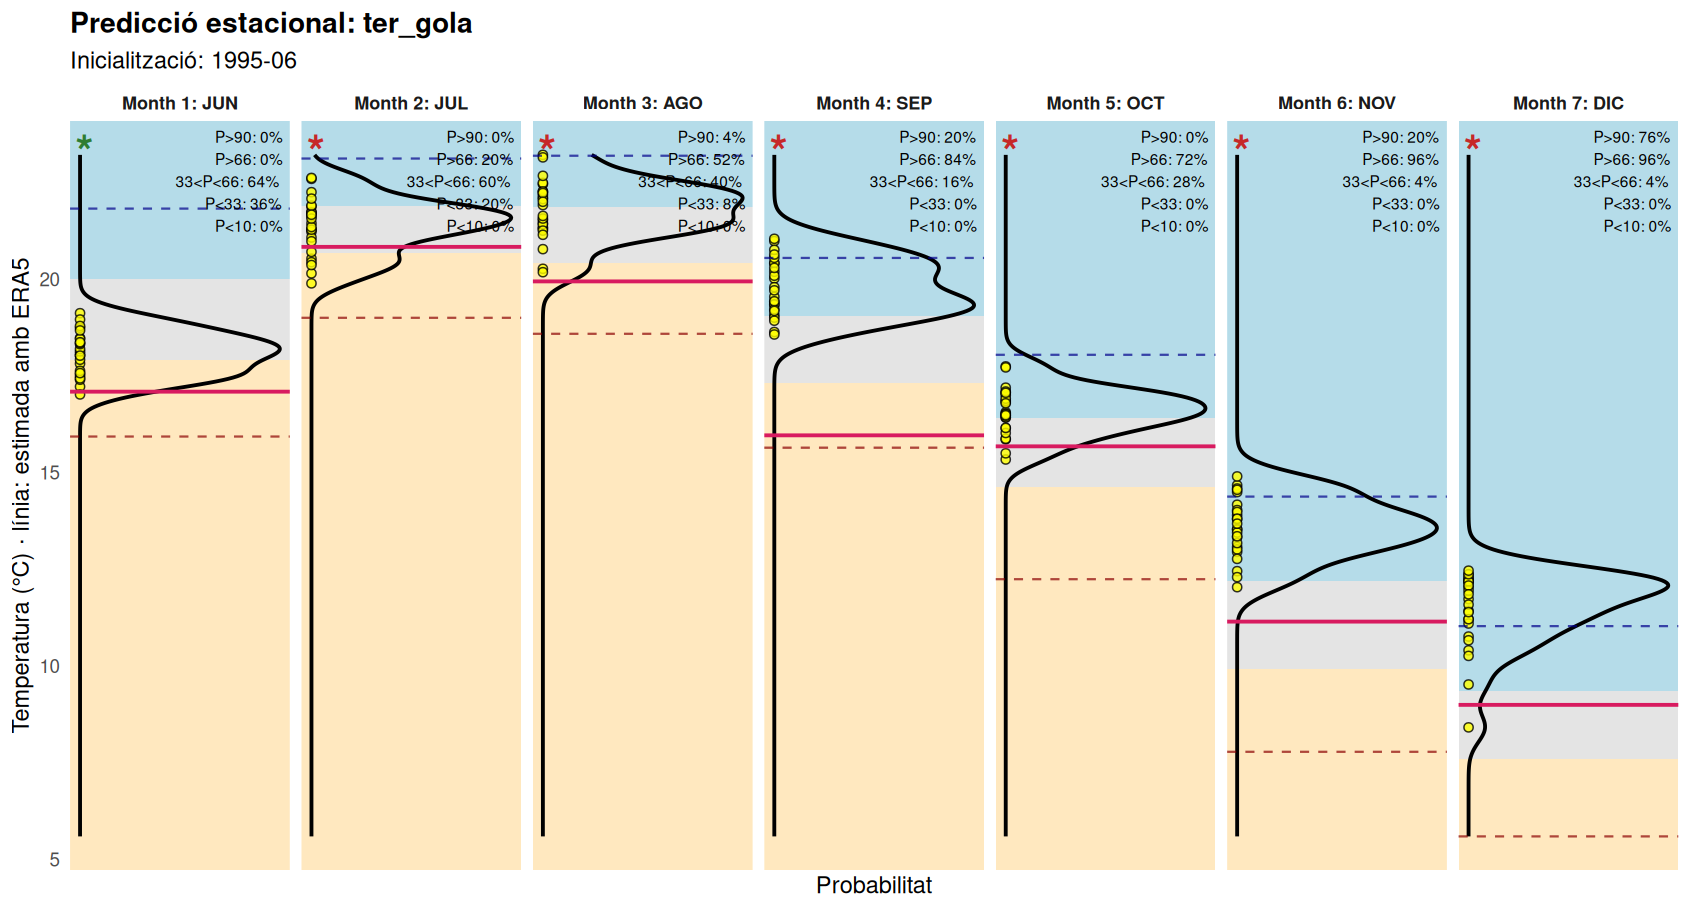 Predicció estacional: ter_gola
Inicialització: 1995-06
Month 1: JUN
Month 2: JUL
Month 3: AGO
Month 4: SEP
Month 5: OCT
Month 6: NOV
Month 7: DIC
*
P>90: 0%
P>66: 0%
33<P<66: 64%
P<33: 36%
P<10: 0%
*
P>90: 0%
P>66: 20%
33<P<66: 60%
P<33: 20%
P<10: 0%
*
P>90: 4%
P>66: 52%
33<P<66: 40%
P<33: 8%
P<10: 0%
*
P>90: 20%
P>66: 84%
33<P<66: 16%
P<33: 0%
P<10: 0%
*
P>90: 0%
P>66: 72%
33<P<66: 28%
P<33: 0%
P<10: 0%
*
P>90: 20%
P>66: 96%
33<P<66: 4%
P<33: 0%
P<10: 0%
*
P>90: 76%
P>66: 96%
33<P<66: 4%
P<33: 0%
P<10: 0%
Temperatura (°C) · línia: estimada amb ERA5
20
15
10
5
Probabilitat